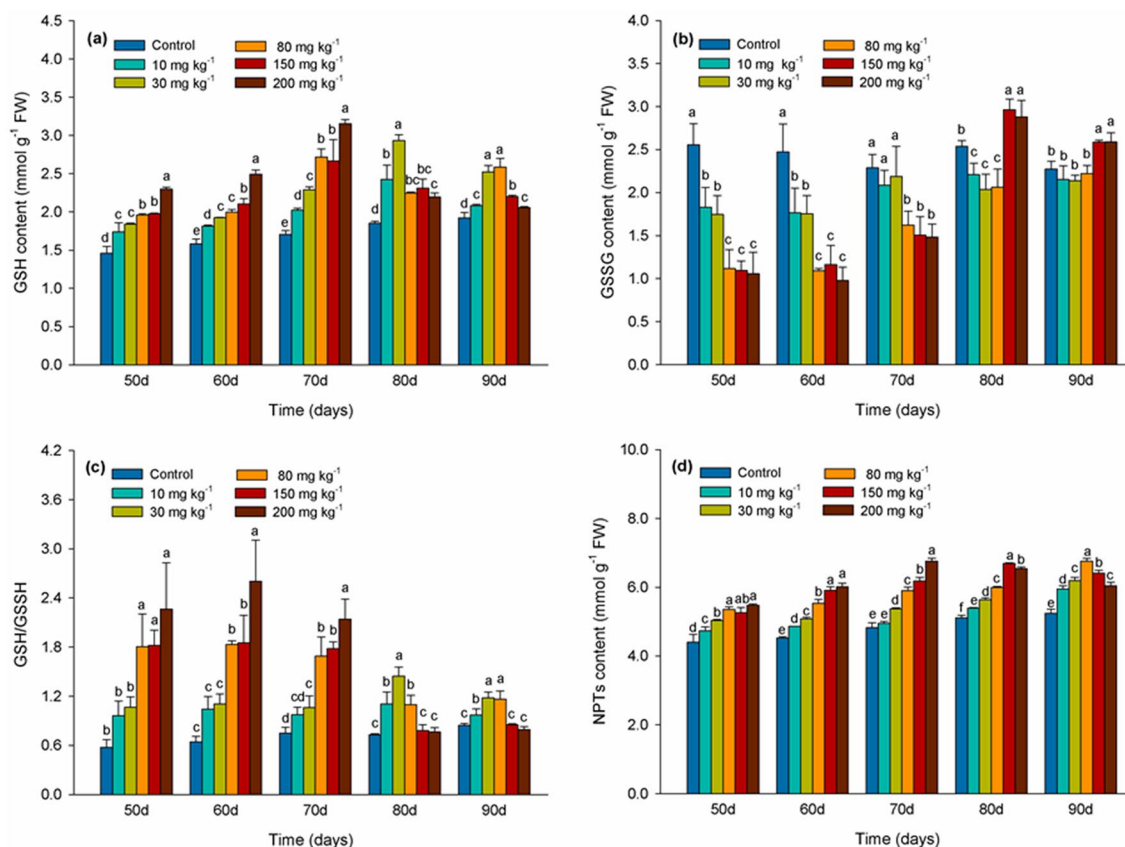 (a)
Control
10 mg kg⁻¹
30 mg kg⁻¹
80 mg kg⁻¹
150 mg kg⁻¹
200 mg kg⁻¹
GSH content (mmol g⁻¹ FW)
4.5
4.0
3.5
3.0
2.5
2.0
1.5
1.0
0.5
0.0
d c c b b a
e d c c b a
e d c b b a
d b a bc bc c
d c a a b c
50d 60d 70d 80d 90d
Time (days)
(b)
Control
10 mg kg⁻¹
30 mg kg⁻¹
80 mg kg⁻¹
150 mg kg⁻¹
200 mg kg⁻¹
GSSG content (mmol g⁻¹ FW)
4.0
3.5
3.0
2.5
2.0
1.5
1.0
0.5
0.0
a b b c c c
a b b c c c
a a a b b b
b c c c a a
b b b b a a
50d 60d 70d 80d 90d
Time (days)
(c)
Control
10 mg kg⁻¹
30 mg kg⁻¹
80 mg kg⁻¹
150 mg kg⁻¹
200 mg kg⁻¹
GSH/GSSH
4.2
3.6
3.0
2.4
1.8
1.2
0.6
0.0
b b b a a a
c c c b b a
d cd c b b a
c b a b c c
c b a a c c
50d 60d 70d 80d 90d
Time (days)
(d)
Control
10 mg kg⁻¹
30 mg kg⁻¹
80 mg kg⁻¹
150 mg kg⁻¹
200 mg kg⁻¹
NPTs content (mmol g⁻¹ FW)
10.0
8.0
6.0
4.0
2.0
0.0
d c b a ab a
e e c b a a
e e d c b a
f e d c a b
e d c a b c
50d 60d 70d 80d 90d
Time (days)